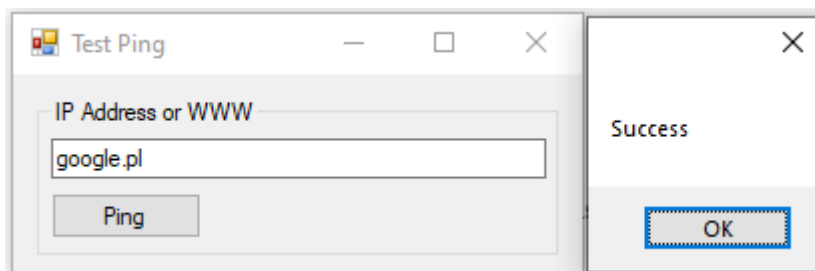 Test Ping
IP Address or WWW
google.pl
Ping
Success
OK